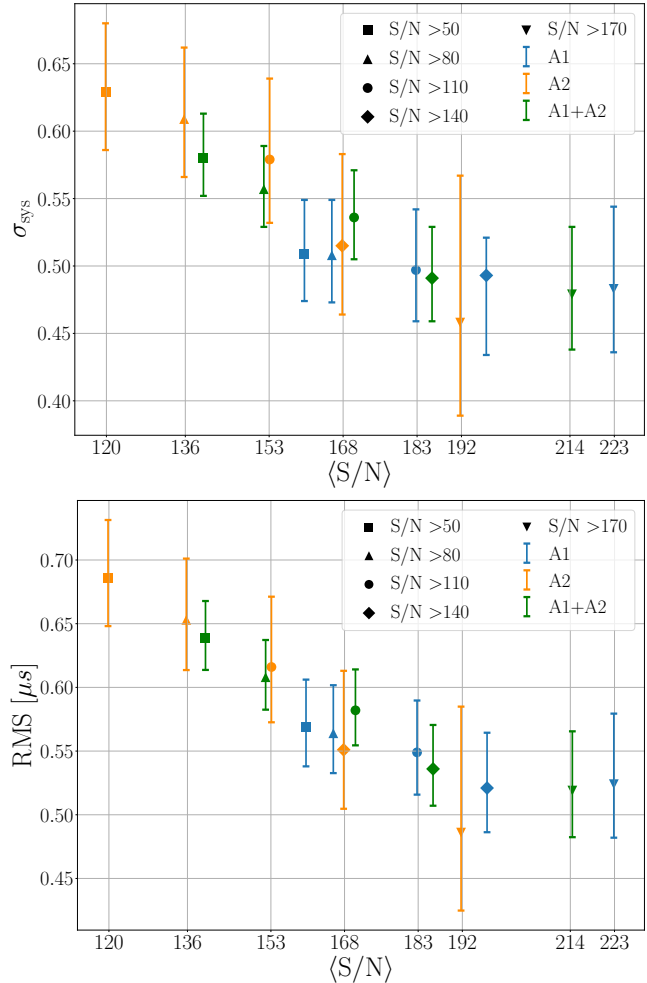 0.65
0.60
0.55
0.50
0.45
0.40
σsys
S/N >50
S/N >80
S/N >110
S/N >140
S/N >170
A1
A2
A1+A2
120 136 153 168 183 192 214 223
⟨S/N⟩
0.70
0.65
0.60
0.55
0.50
0.45
RMS [μs]
S/N >50
S/N >80
S/N >110
S/N >140
S/N >170
A1
A2
A1+A2
120 136 153 168 183 192 214 223
⟨S/N⟩